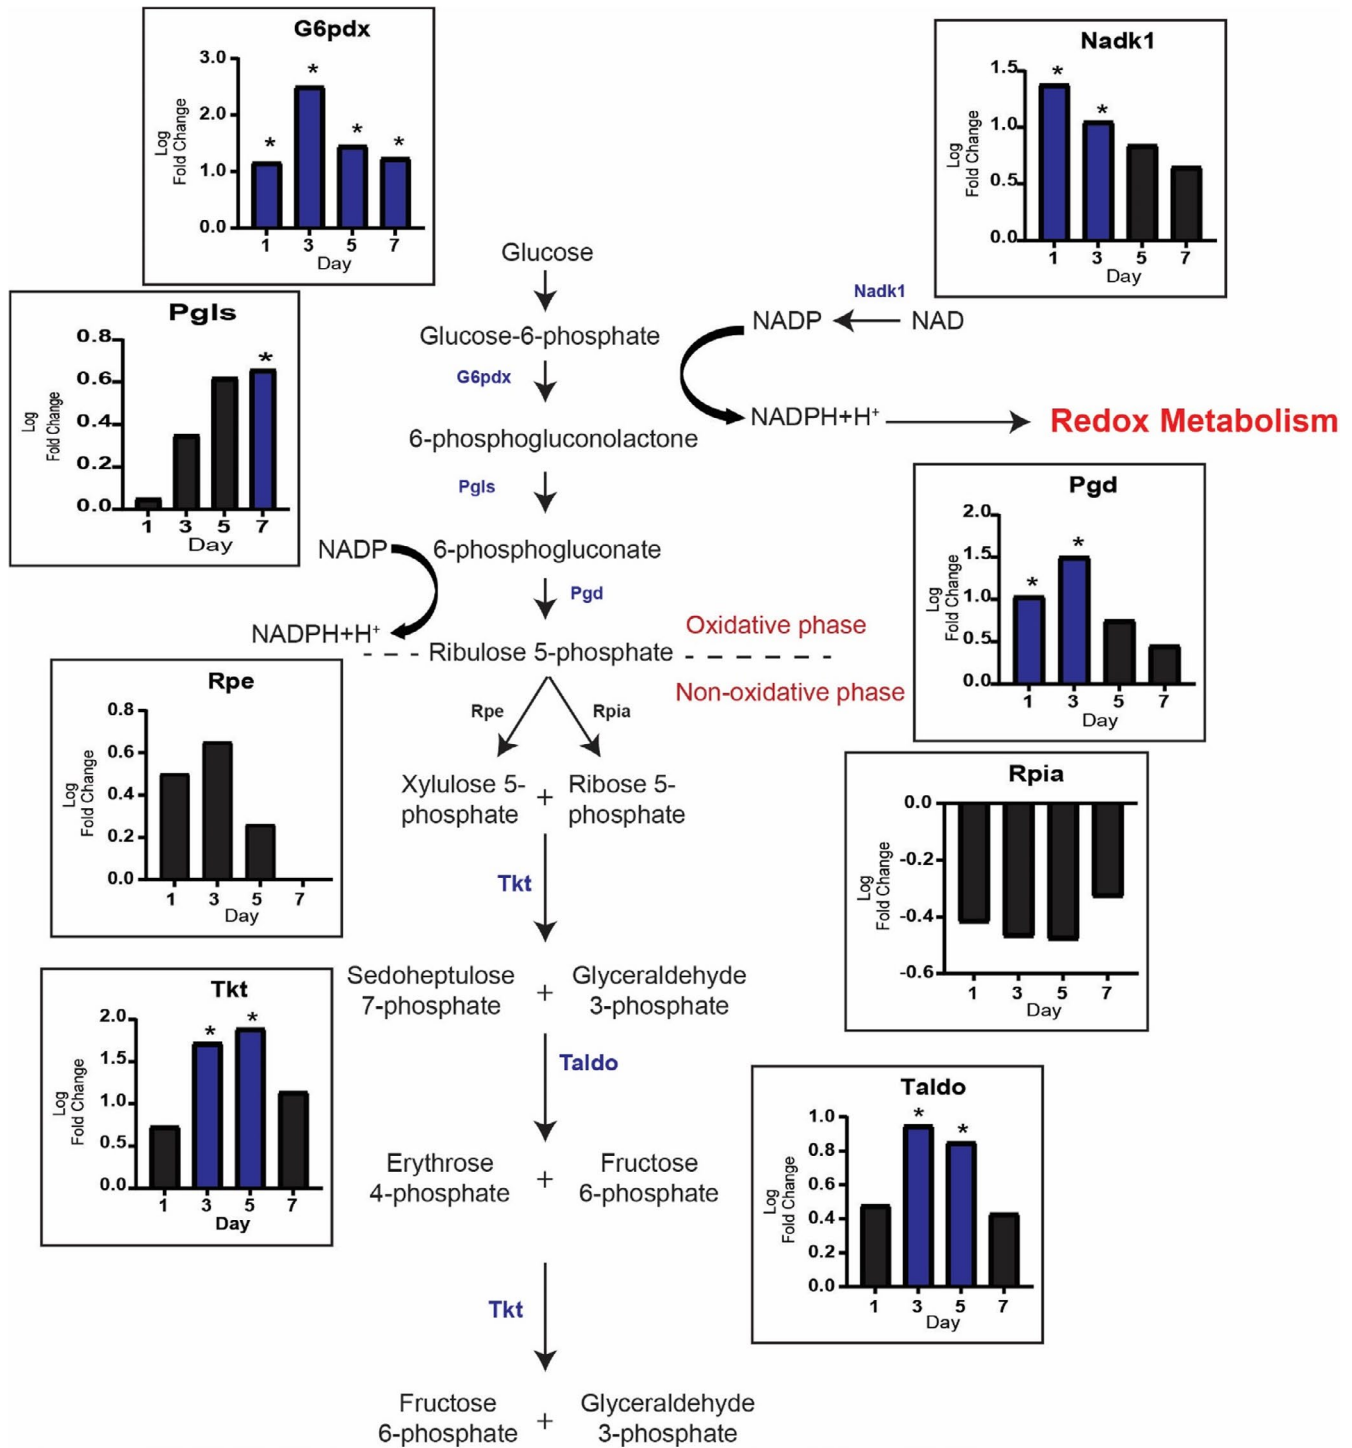 G6pdx
3.0
2.0
1.0
0.0
Log
Fold Change
*
*
*
*
1 3 5 7
Day
Nadk1
1.5
1.0
0.5
0.0
Log
Fold Change
*
*
1 3 5 7
Day
Pgls
0.8
0.6
0.4
0.2
0.0
Log
Fold Change
*
1 3 5 7
Day
Glucose
Glucose-6-phosphate
G6pdx
6-phosphogluconolactone
Pgls
6-phosphogluconate
Pgd
Ribulose 5-phosphate
NADP
Nadk1
NAD
NADPH+H+
Redox Metabolism
NADP
NADPH+H+
Oxidative phase
Non-oxidative phase
Pgd
2.0
1.5
1.0
0.5
0.0
Log
Fold Change
*
*
1 3 5 7
Day
Rpe
0.8
0.6
0.4
0.2
0.0
Log
Fold Change
1 3 5 7
Day
Rpe
Rpia
Xylulose 5-
phosphate
+
Ribose 5-
phosphate
Rpia
0.0
-0.2
-0.4
-0.6
Log
Fold Change
1 3 5 7
Day
Tkt
Sedoheptulose
7-phosphate
+
Glyceraldehyde
3-phosphate
Tkt
2.0
1.5
1.0
0.5
0.0
Log
Fold Change
*
*
1 3 5 7
Day
Taldo
Erythrose
4-phosphate
+
Fructose
6-phosphate
Taldo
1.0
0.8
0.6
0.4
0.2
0.0
Log
Fold Change
*
*
1 3 5 7
Day
Tkt
Fructose
6-phosphate
+
Glyceraldehyde
3-phosphate